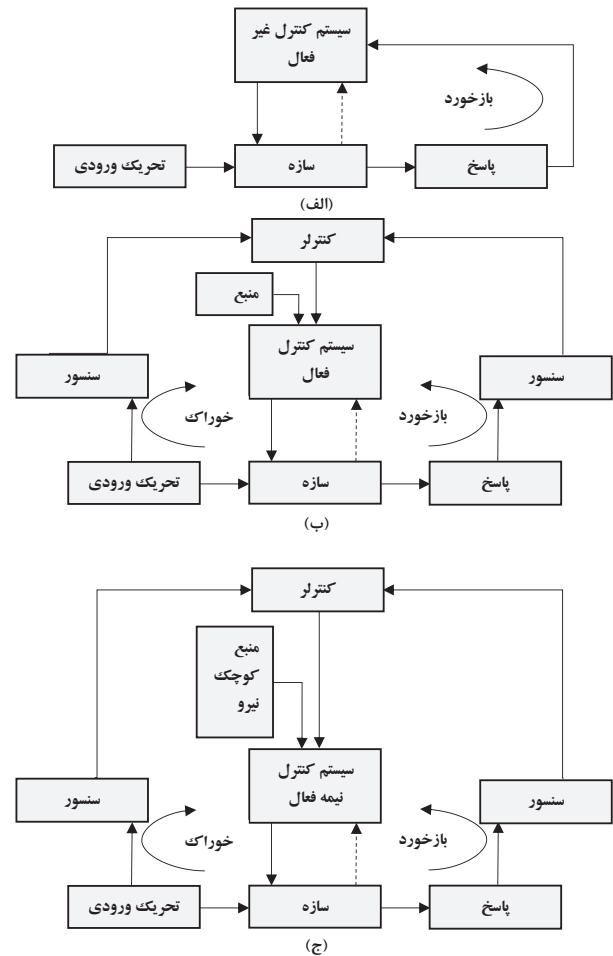 سیستم کنترل غیر
فعال
بازخورد
تحریک ورودی
سازه
پاسخ
(الف)
کنترلر
منبع
سیستم کنترل
فعال
سنسور
سنسور
خوراک
بازخورد
تحریک ورودی
سازه
پاسخ
(ب)
کنترلر
منبع
کوچک
نیرو
سیستم کنترل
نیمه فعال
سنسور
سنسور
خوراک
بازخورد
تحریک ورودی
سازه
پاسخ
(ج)